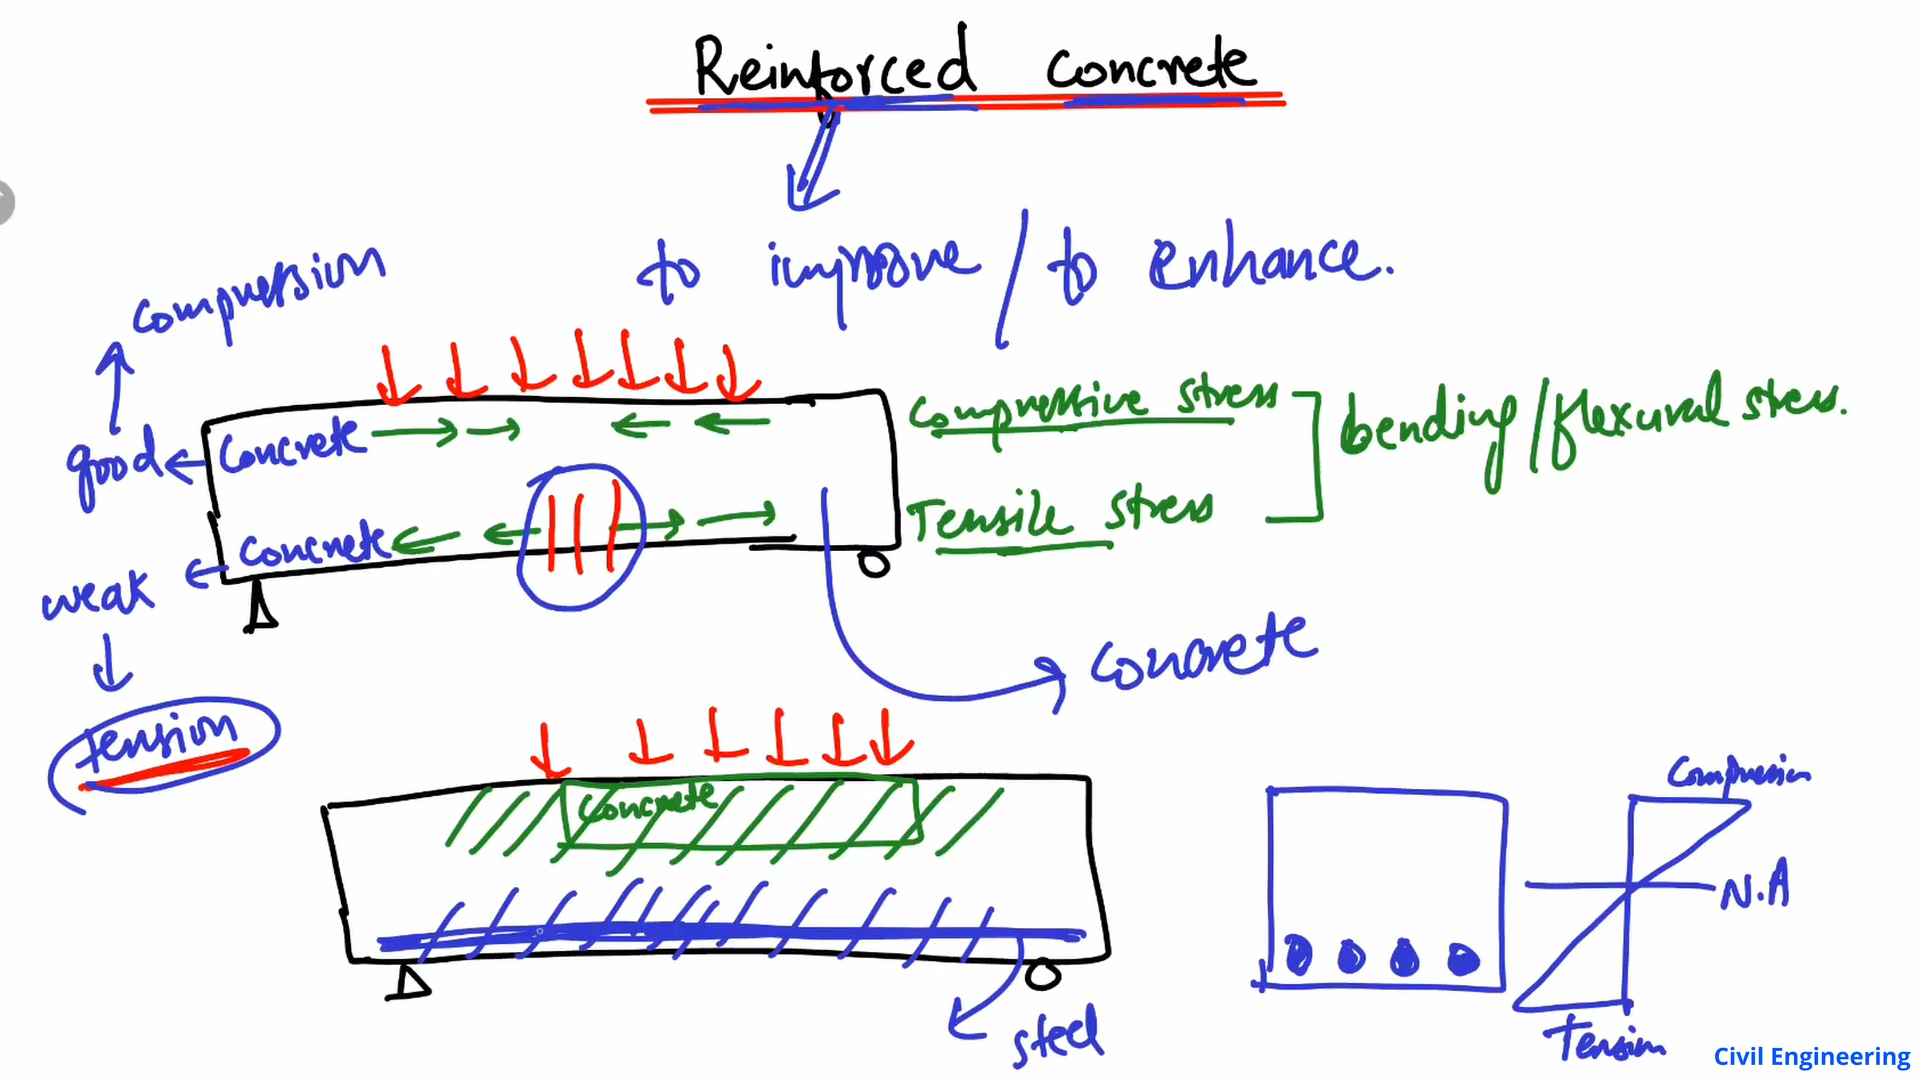 Reinforced Concrete
to improve / to enhance.
Compression
good
Concrete
Compressive stress
bending/flexural stress.
Concrete
Tensile stress
weak
Concrete
Tension
Concrete
Compression
N.A
steel
Tension
Civil Engineering